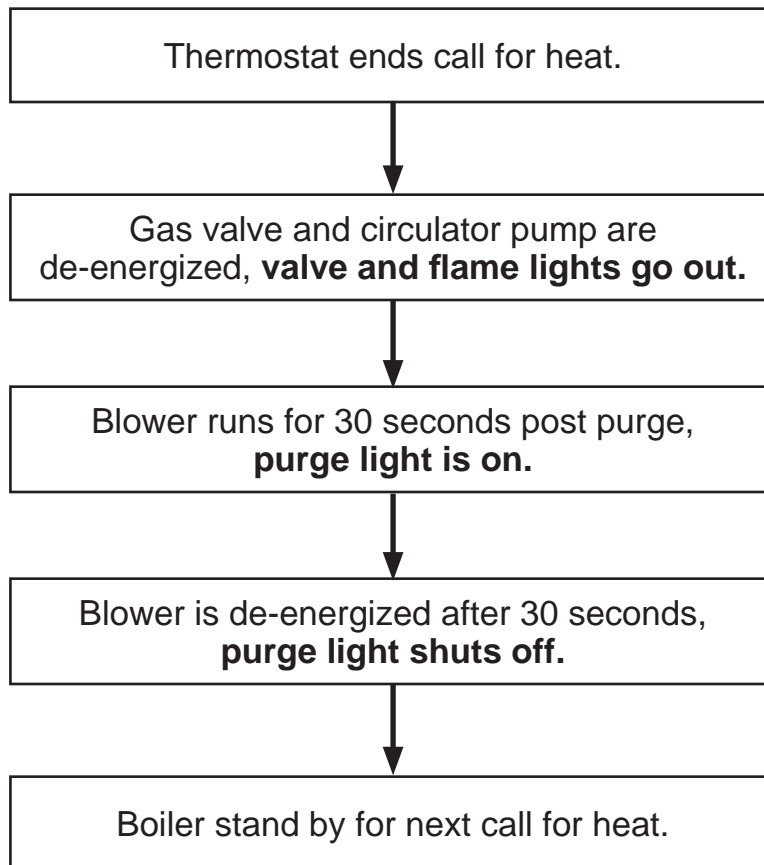 Thermostat ends call for heat.
Gas valve and circulator pump are
de-energized, valve and flame lights go out.
Blower runs for 30 seconds post purge,
purge light is on.
Blower is de-energized after 30 seconds,
purge light shuts off.
Boiler stand by for next call for heat.